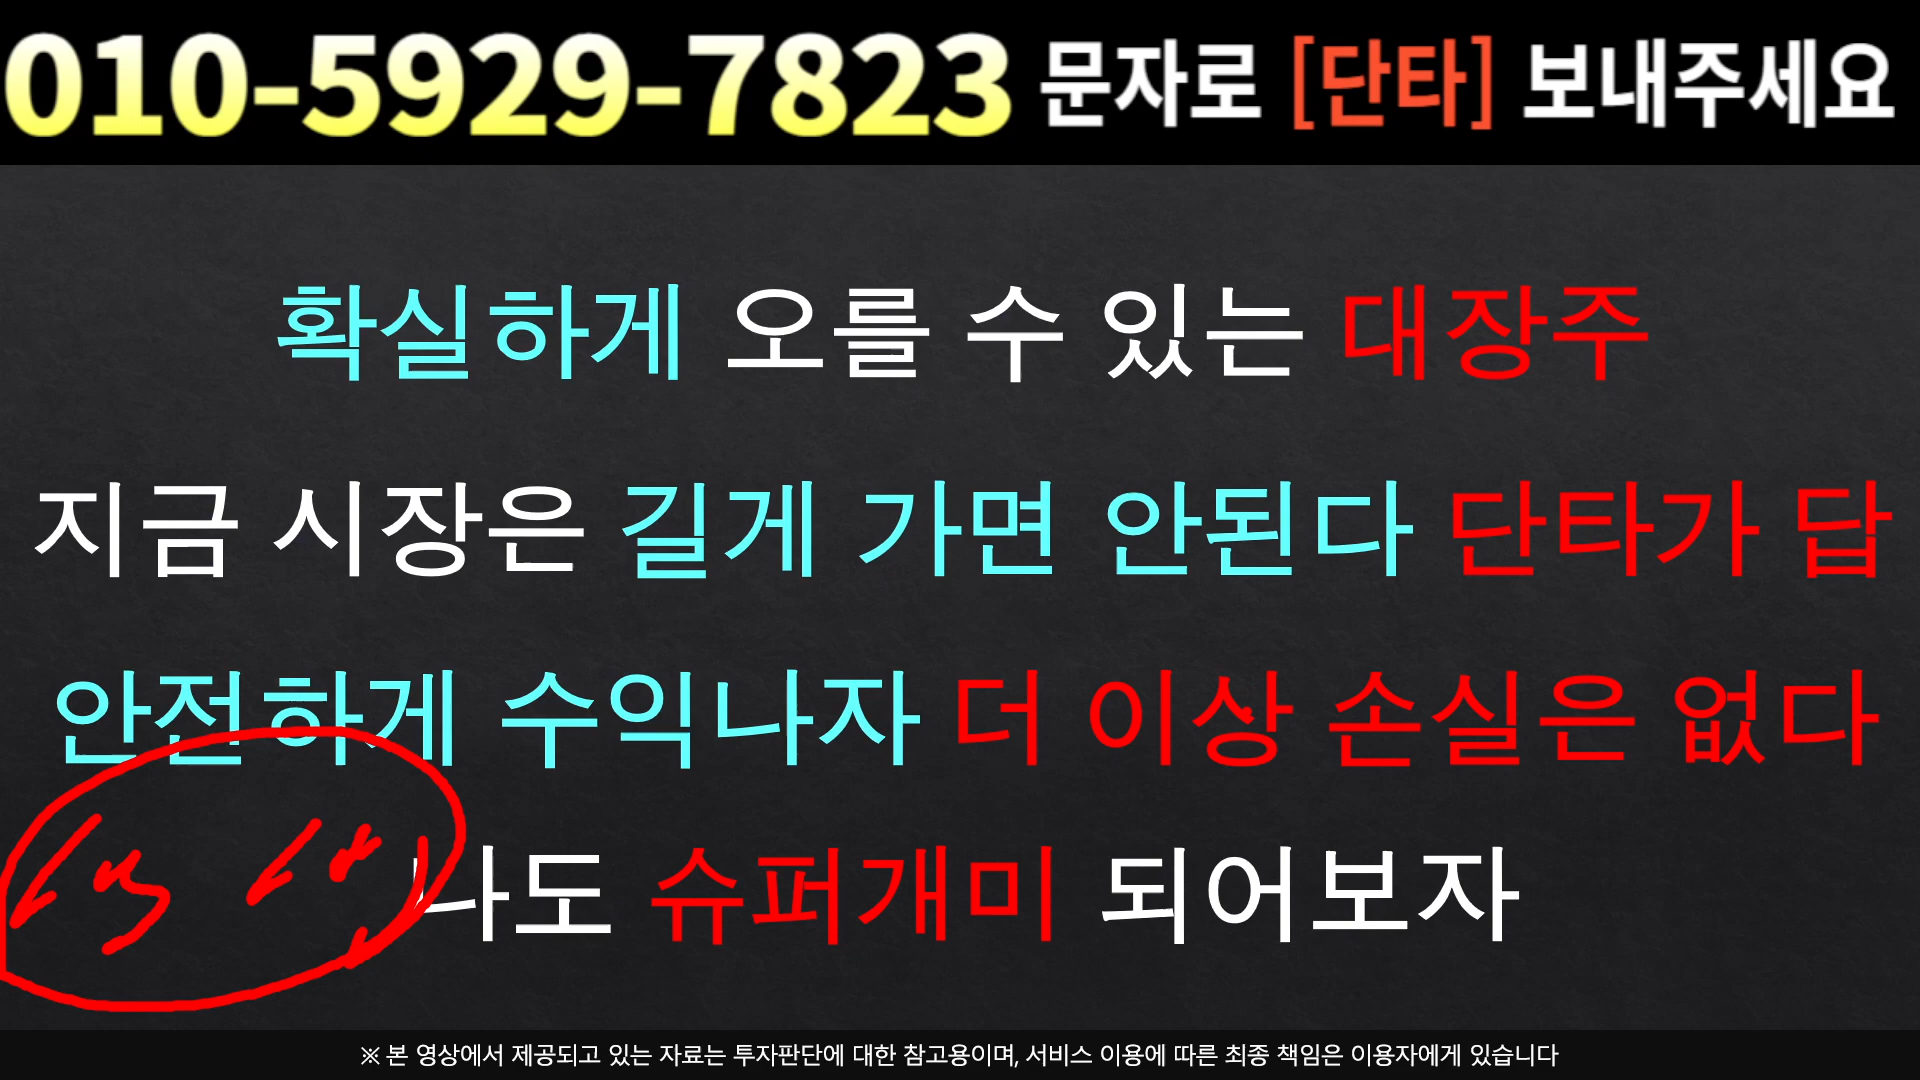 010-5929-7823 문자로 [단타] 보내주세요
확실하게 오를 수 있는 대장주
지금 시장은 길게 가면 안된다 단타가 답
안전하게 수익나자 더 이상 손실은 없다
나도 슈퍼개미 되어보자
※ 본 영상에서 제공되고 있는 자료는 투자판단에 대한 참고용이며, 서비스 이용에 따른 최종 책임은 이용자에게 있습니다